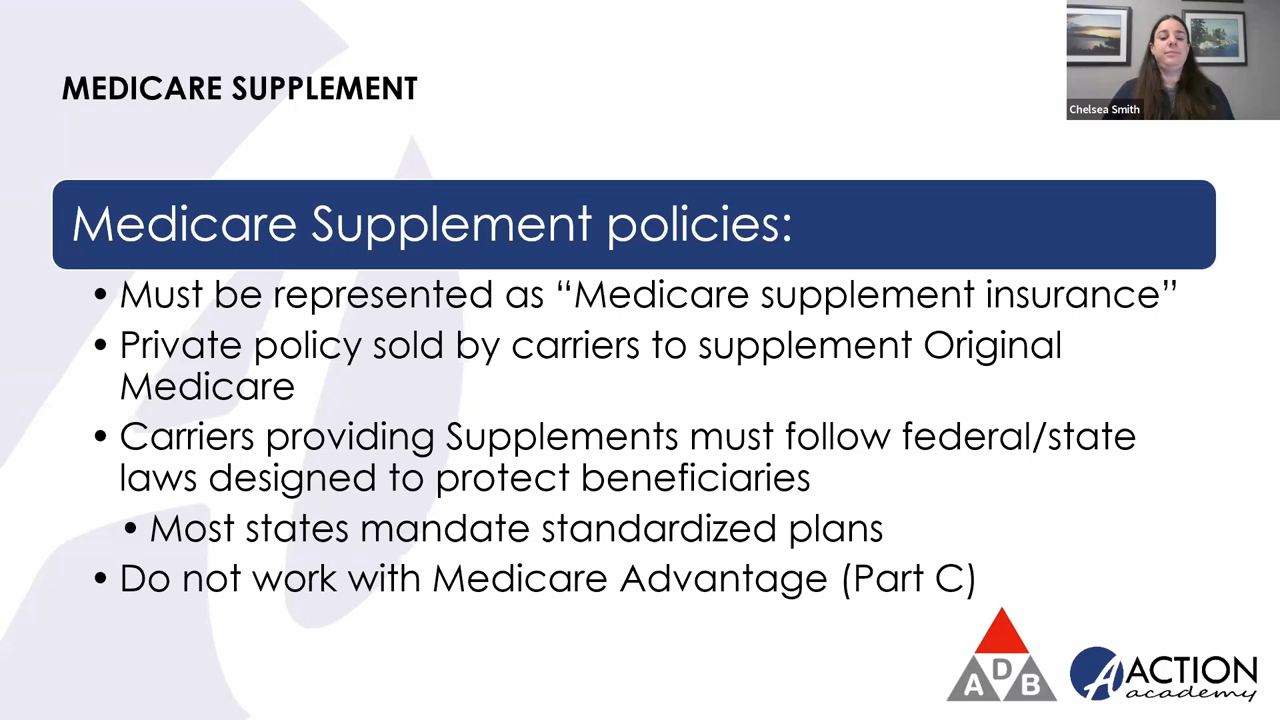 MEDICARE SUPPLEMENT
Chelsea Smith
Medicare Supplement policies:
• Must be represented as “Medicare supplement insurance”
• Private policy sold by carriers to supplement Original
Medicare
• Carriers providing Supplements must follow federal/state
laws designed to protect beneficiaries
• Most states mandate standardized plans
• Do not work with Medicare Advantage (Part C)
A D B
A ACTION
academy